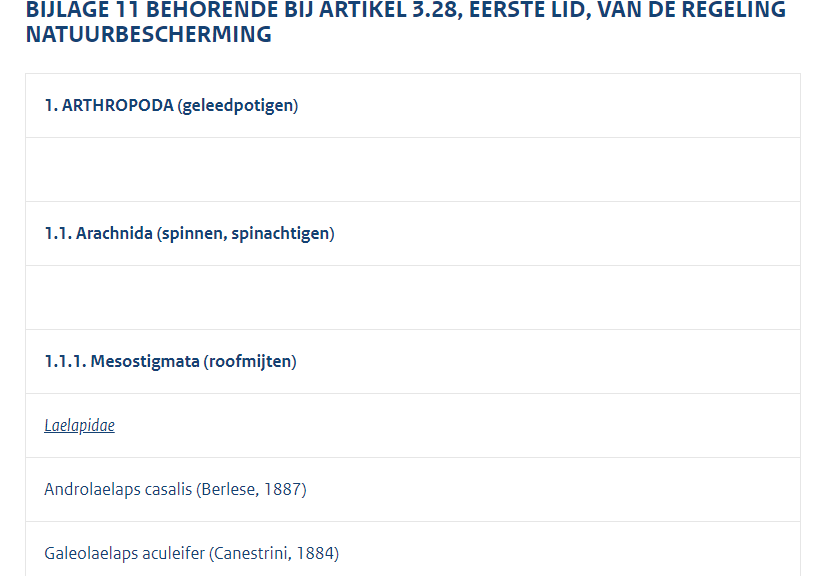 BIJLAGE 11 BEHORENDE BIJ ARTIKEL 3.28, EERSTE LID, VAN DE REGELING
NATUURBESCHERMING
1. ARTHROPODA (geleedpotigen)
1.1. Arachnida (spinnen, spinachtigen)
1.1.1. Mesostigmata (roofmijten)
Laelapidae
Androlaelaps casalis (Berlese, 1887)
Galeolaelaps aculeifer (Canestrini, 1884)